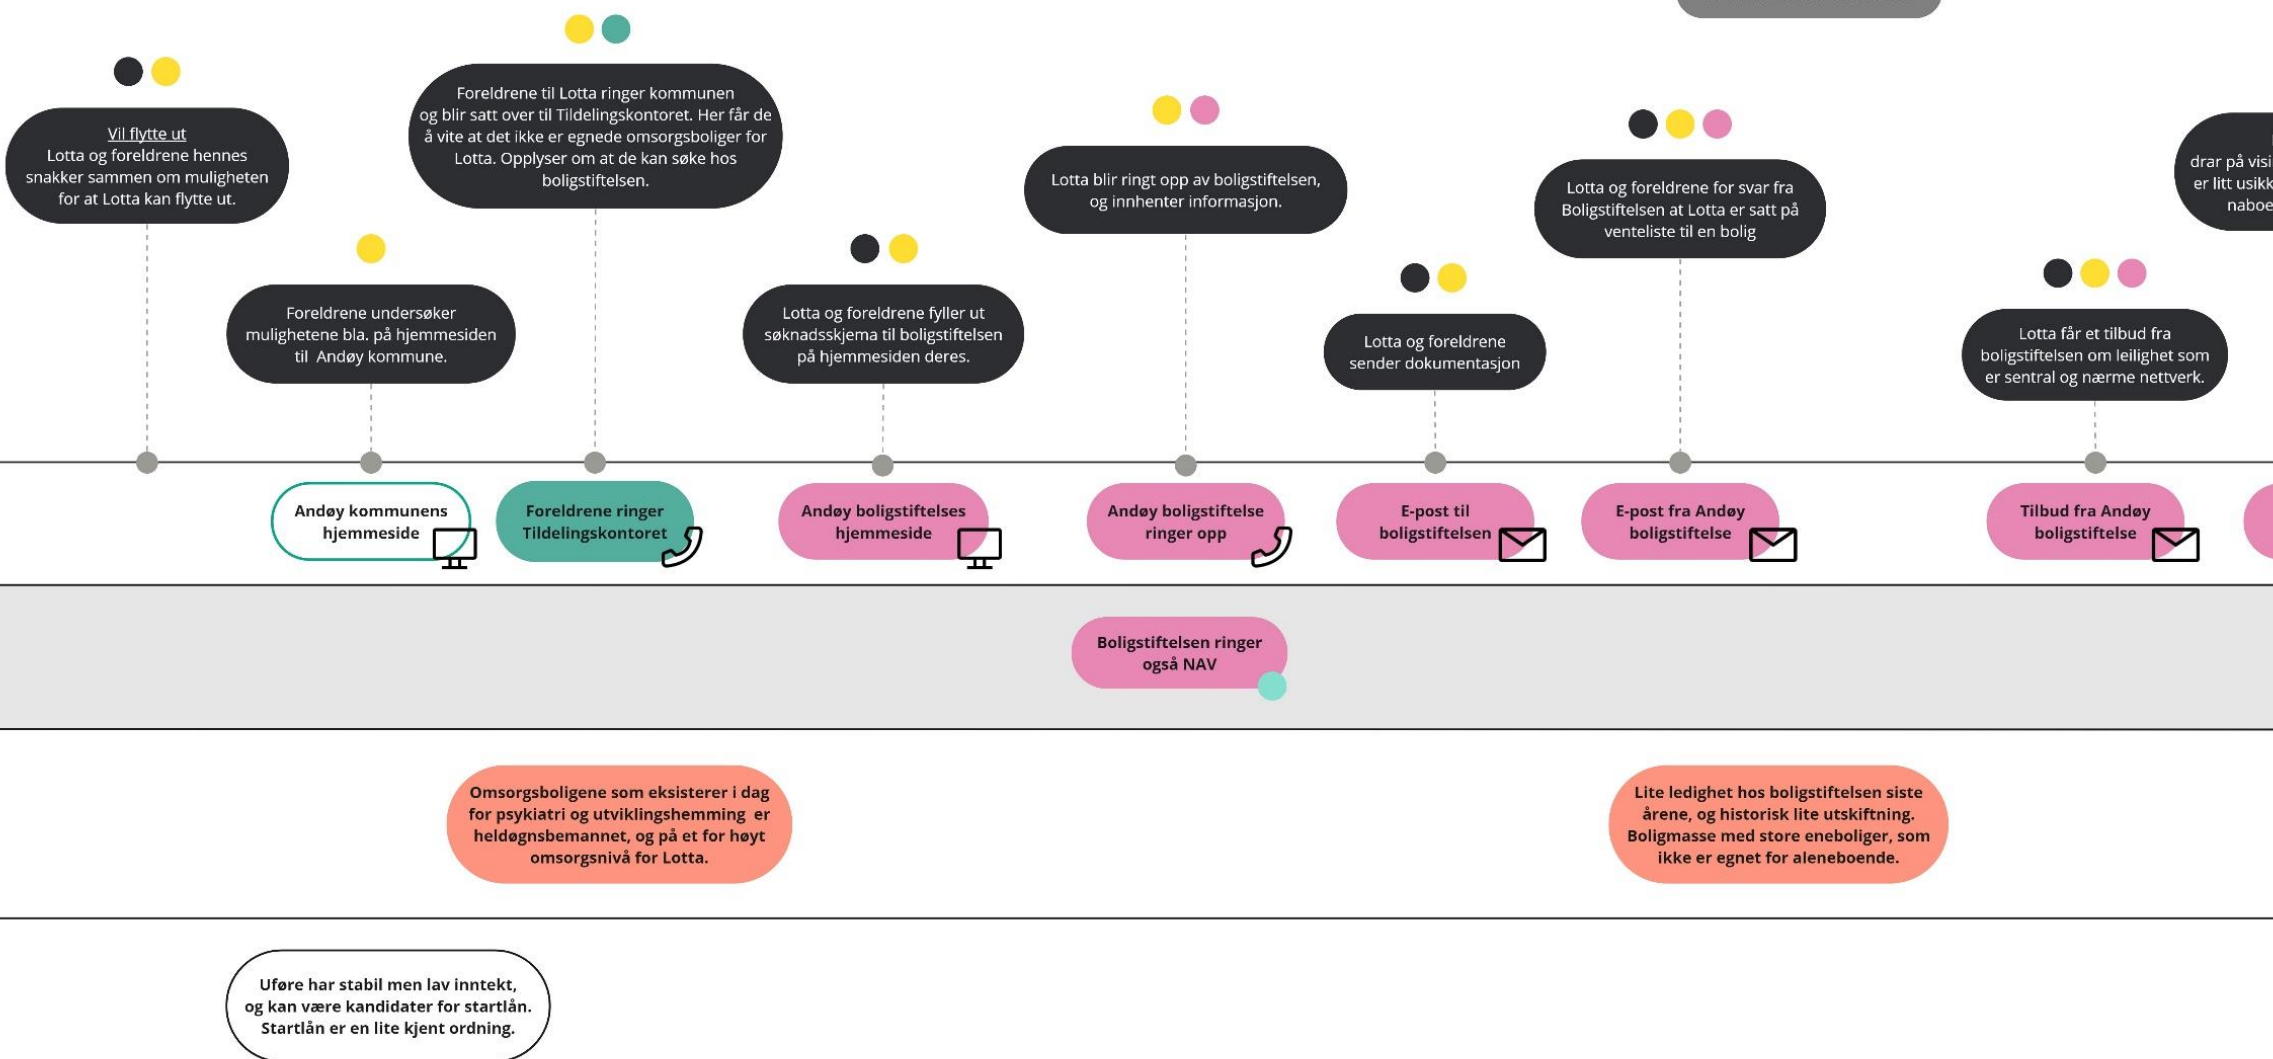 Vil flytte ut
Lotta og foreldrene hennes
snakker sammen om muligheten
for at Lotta kan flytte ut.
Foreldrene undersøker
mulighetene bla. på hjemmesiden
til Andøy kommune.
Foreldrene til Lotta ringer kommunen
og blir satt over til Tildelingskontoret. Her får de
å vite at det ikke er egnede omsorgsboliger for
Lotta. Opplyser om at de kan søke hos
boligstiftelsen.
Lotta og foreldrene fyller ut
søknadsskjema til boligstiftelsen
på hjemmesiden deres.
Lotta blir ringt opp av boligstiftelsen,
og innhenter informasjon.
Lotta og foreldrene
sender dokumentasjon
Lotta og foreldrene for svar fra
Boligstiftelsen at Lotta er satt på
venteliste til en bolig
Lotta får et tilbud fra
boligstiftelsen om leilighet som
er sentral og nærme nettverk.
drar på
er litt
Andøy kommunens
hjemmeside
Foreldrene ringer
Tildelingskontoret
Andøy boligstiftelses
hjemmeside
Andøy boligstiftelse
ringer opp
E-post til
boligstiftelsen
E-post fra Andøy
boligstiftelse
Tilbud fra Andøy
boligstiftelse
Boligstiftelsen ringer
også NAV
Omsorgsboligene som eksisterer i dag
for psykiatri og utviklingshemming er
heldøgnsbemannet, og på et for høyt
omsorgsnivå for Lotta.
Lite ledighet hos boligstiftelsen siste
årene, og historisk lite utskiftning.
Boligmasse med store eneboliger, som
ikke er egnet for aleneboende.
Uføre har stabil men lav inntekt,
og kan være kandidater for startlån.
Startlån er en lite kjent ordning.